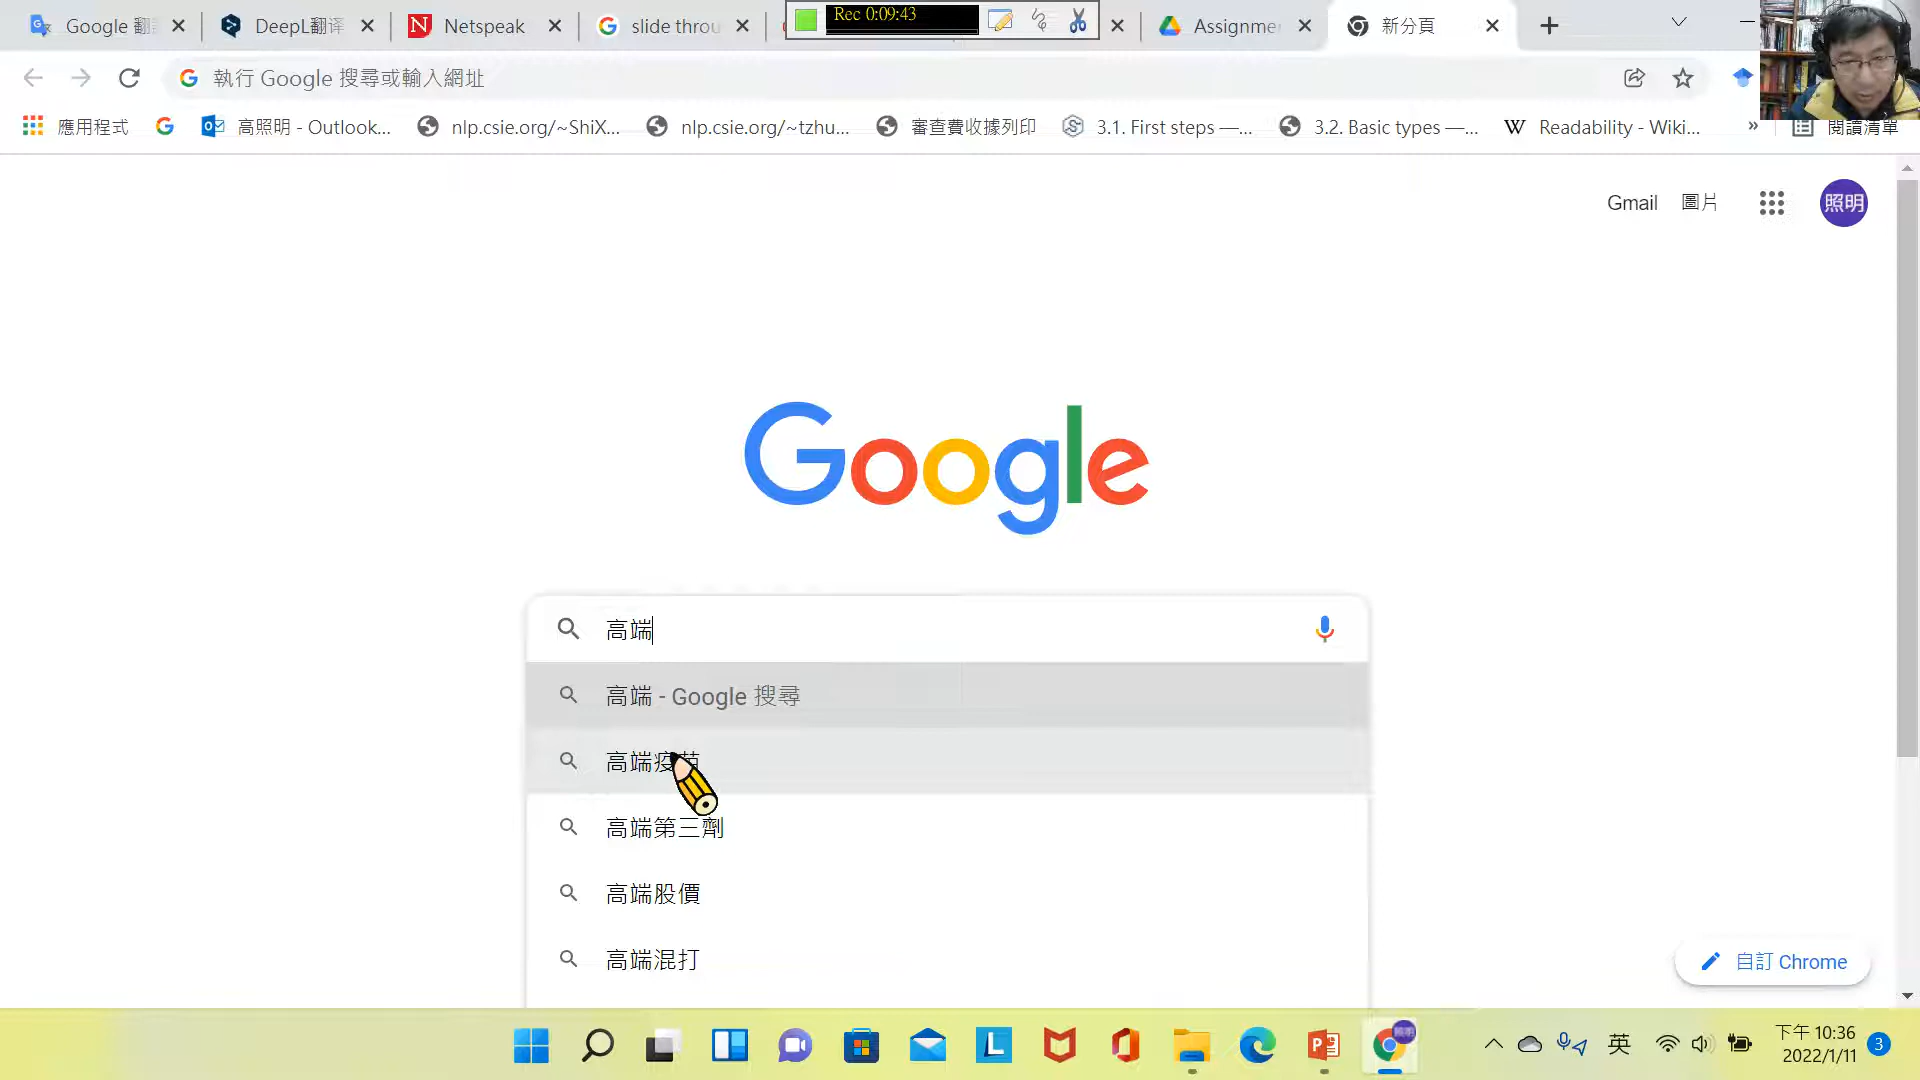 Google 翻
DeepL翻译
Netspeak
slide throu
Rec 0:09:43
Assignme
新分頁
執行 Google 搜尋或輸入網址
應用程式
高照明 - Outlook...
nlp.csie.org/~ShiX...
nlp.csie.org/~tzhu...
審查費收據列印
3.1. First steps —...
3.2. Basic types —...
W Readability - Wiki...
»
閱讀清單
Gmail
圖片
照明
Google
高端
高端 - Google 搜尋
高端疫苗
高端第三劑
高端股價
高端混打
自訂 Chrome
英
下午 10:36
2022/1/11
3